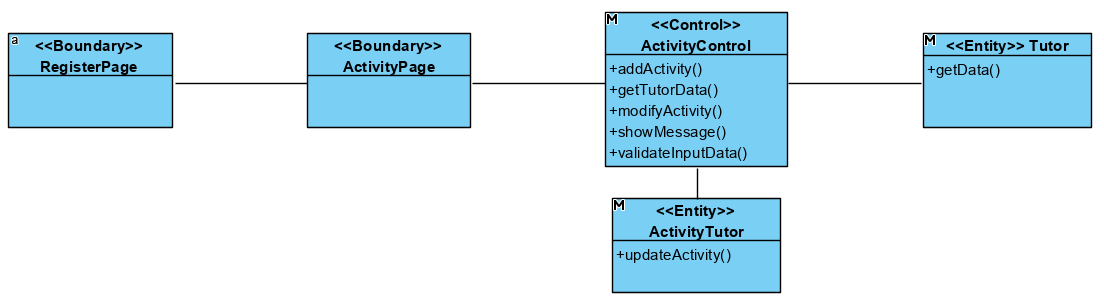 a
<<Boundary>>
RegisterPage
<<Boundary>>
ActivityPage
M
<<Control>>
ActivityControl
+addActivity()
+getTutorData()
+modifyActivity()
+showMessage()
+validateInputData()
M
<<Entity>> Tutor
+getData()
M
<<Entity>>
ActivityTutor
+updateActivity()